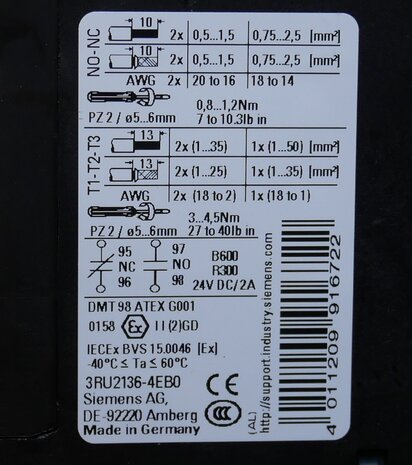 NO-NC
10
2x 0,5...1,5 0,75...2,5 [mm²]
10
2x 0,5...1,5 0,75...2,5 [mm²]
AWG 2x 20 to 16 18 to 14
0,8...1,2Nm
PZ 2 / ø5...6mm 7 to 10.3lb in
T1-T2-T3
13
2x (1...35) 1x (1...50) [mm²]
13
2x (1...25) 1x (1...35) [mm²]
AWG 2x (18 to 2) 1x (18 to 1)
3...4,5Nm
PZ 2 / ø5...6mm 27 to 40lb in
95 97
NC NO
96 98
B600
R300
24V DC/2A
DMT 98 ATEX G001
0158 Ex II (2)GD
IECEx BVS 15.0046 [Ex]
-40°C ≤ Ta ≤ 60°C
3RU2136-4EB0
Siemens AG,
DE-92220 Amberg
Made in Germany
CE
CCC
(AL)
http://support.industry.siemens.com
4 011209 916722